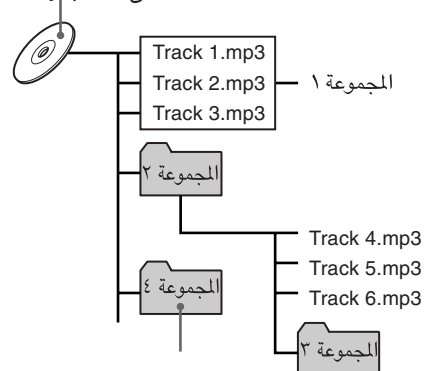 Track 1.mp3
Track 2.mp3
المجموعة ١
Track 3.mp3
المجموعة ٢
Track 4.mp3
Track 5.mp3
المجموعة ٤
Track 6.mp3
المجموعة ٣